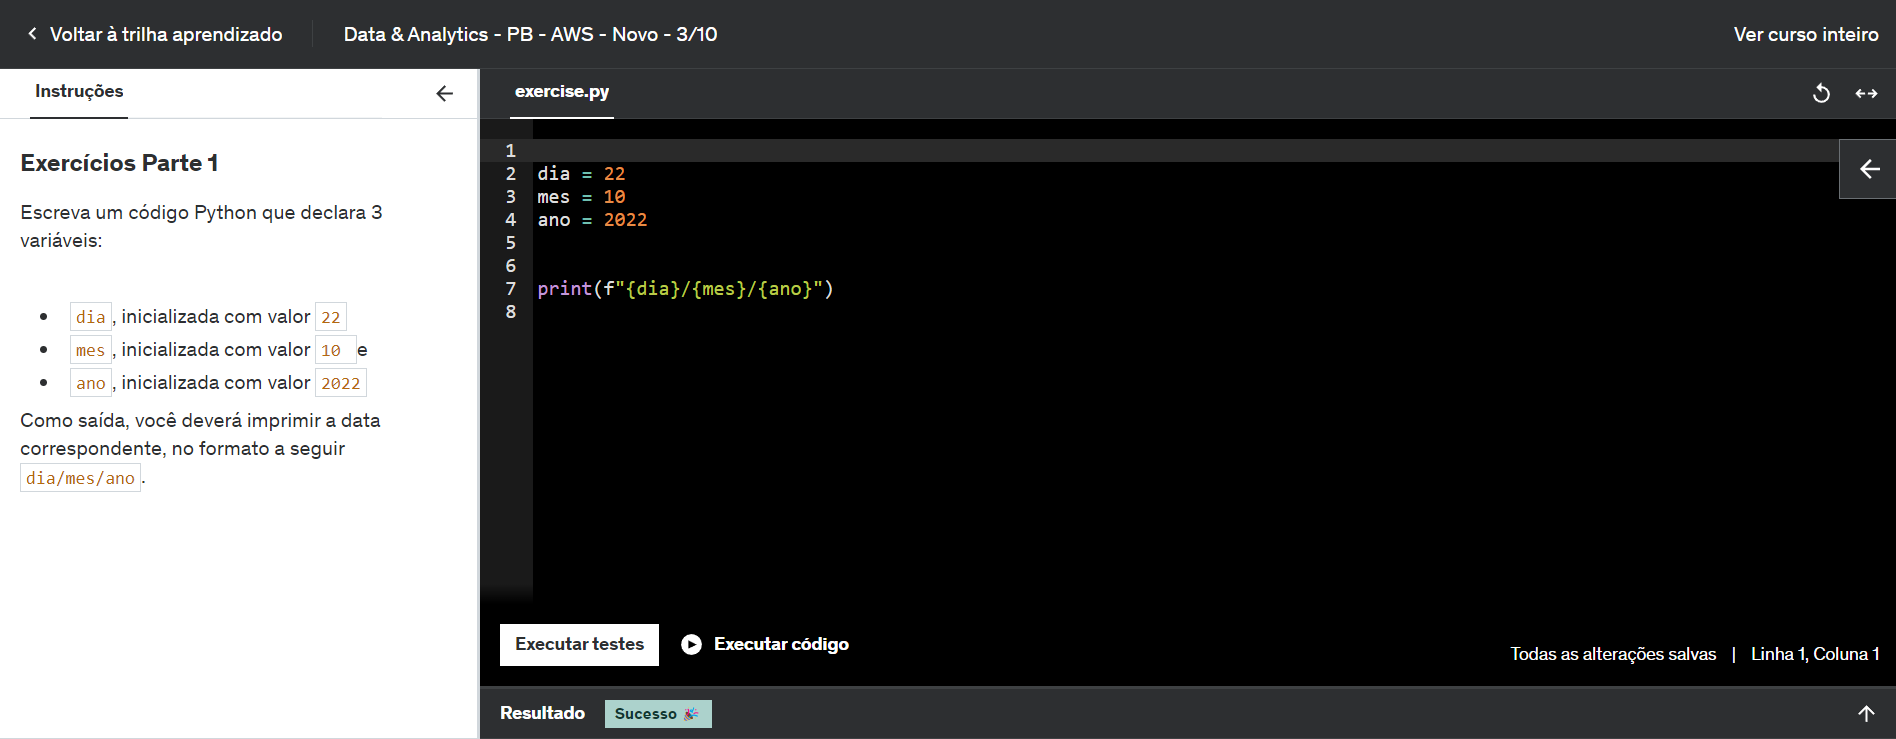 Voltar à trilha aprendizado
Data & Analytics - PB - AWS - Novo - 3/10
Ver curso inteiro
Instruções
Exercícios Parte 1
Escreva um código Python que declara 3
variáveis:
dia, inicializada com valor 22
mes, inicializada com valor 10 e
ano, inicializada com valor 2022
Como saída, você deverá imprimir a data
correspondente, no formato a seguir
dia/mes/ano.
exercise.py
1
2 dia = 22
3 mes = 10
4 ano = 2022
5
6
7 print(f"{dia}/{mes}/{ano}")
8
Executar testes
Executar código
Todas as alterações salvas | Linha 1, Coluna 1
Resultado
Sucesso 🎉